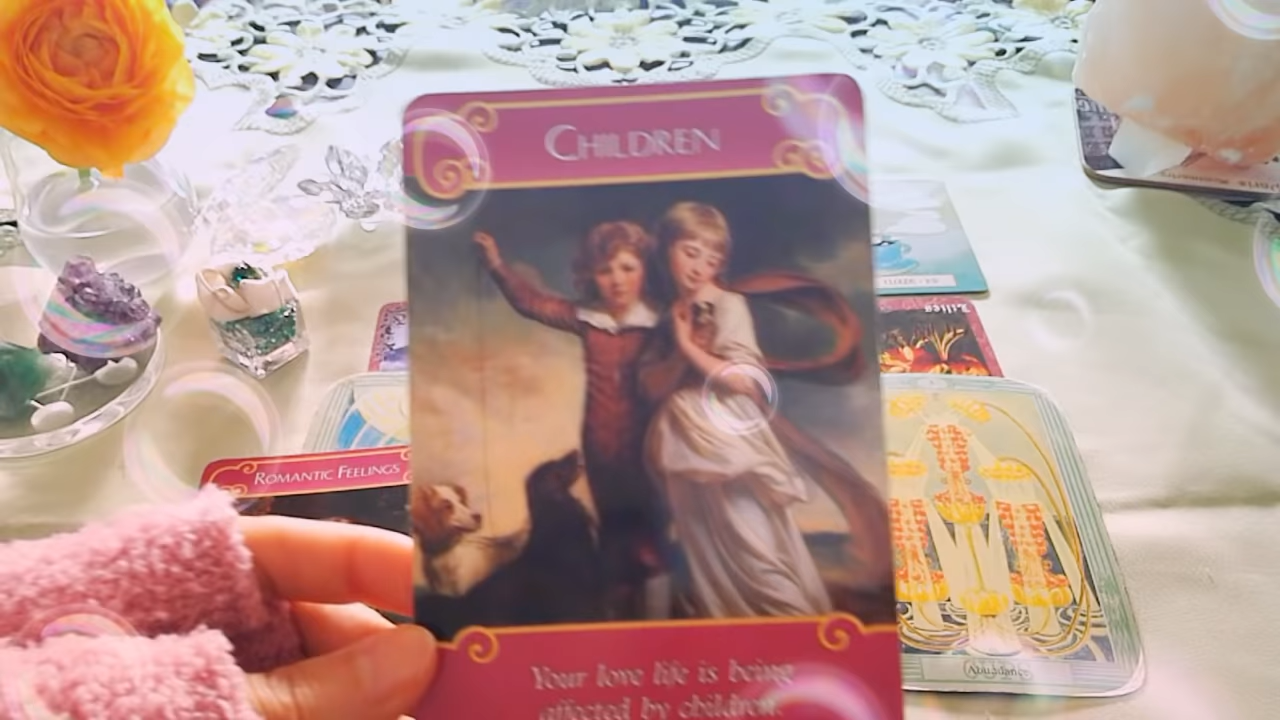 CHILDREN
Lilies
ROMANTIC FEELINGS
Abundance
Your love life is being
affected by children.